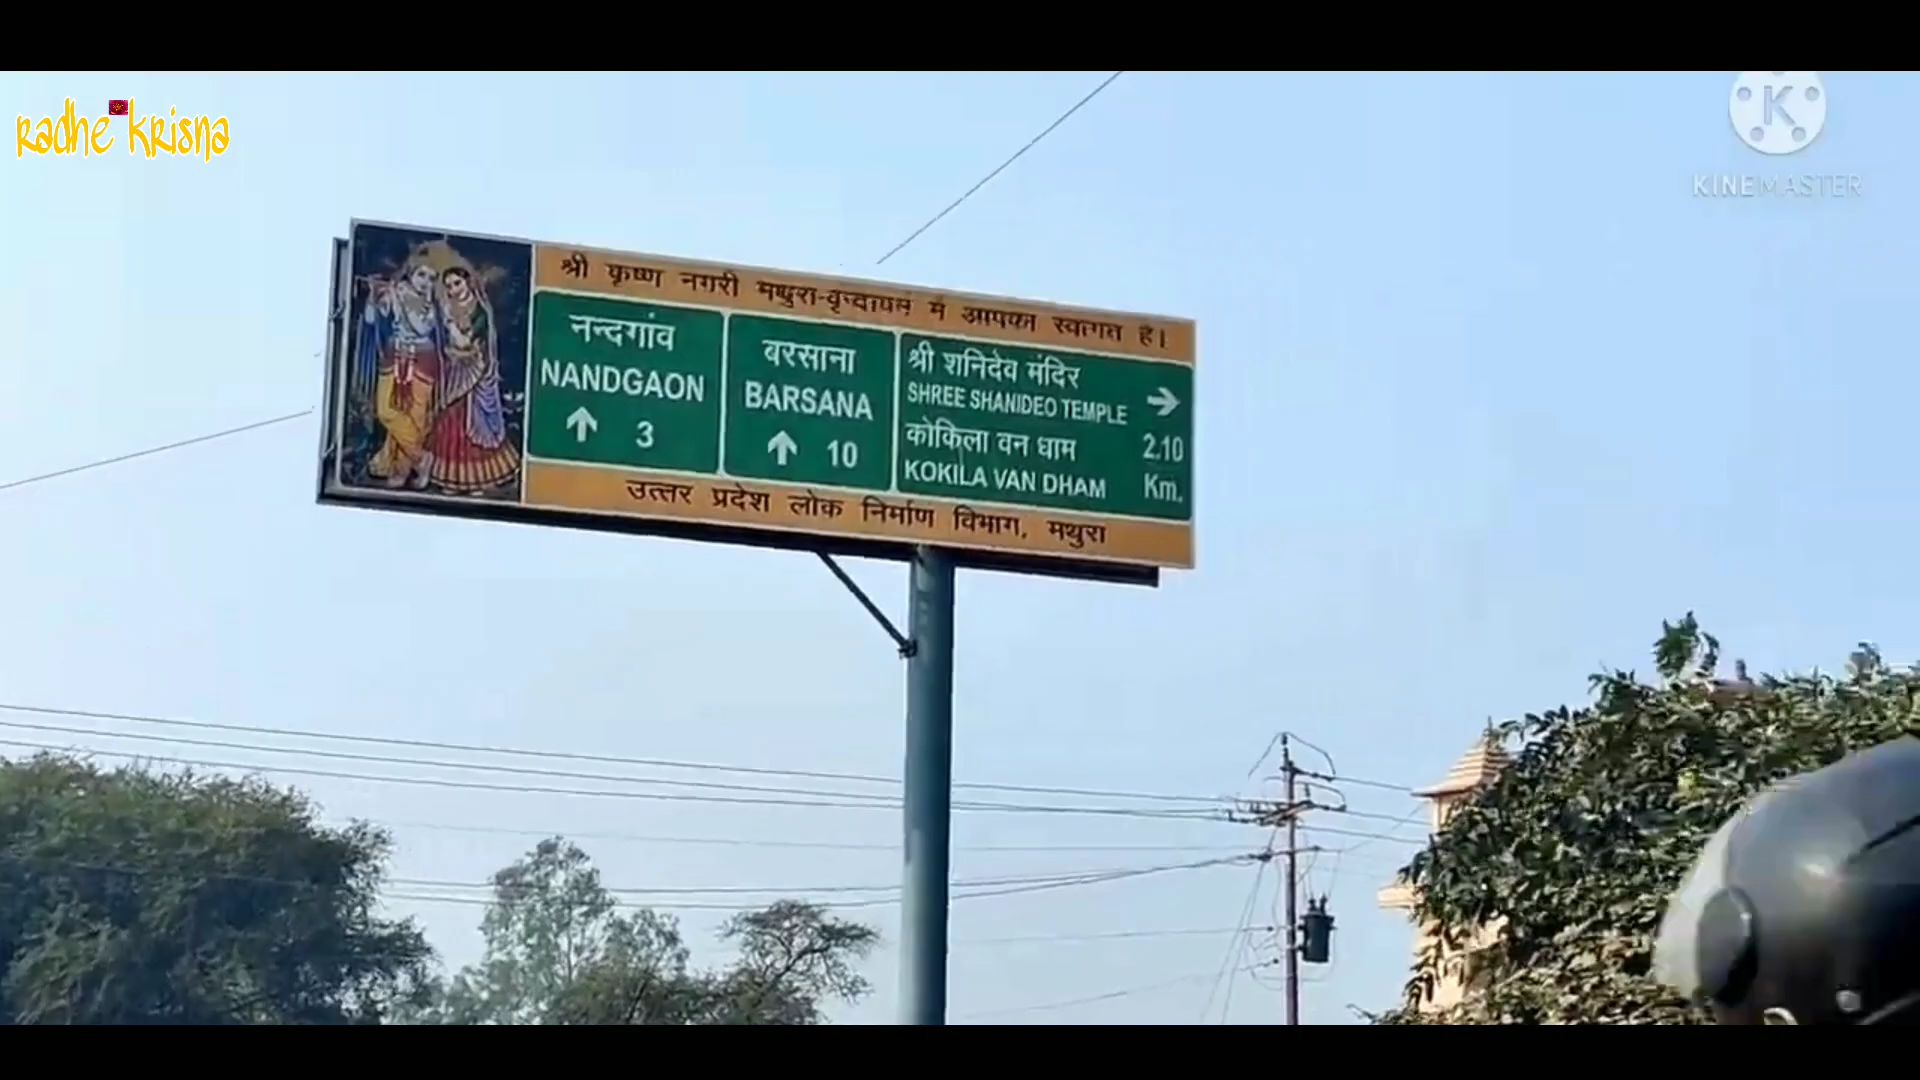 radhe krisna
KINEMASTER
श्री कृष्ण नगरी मथुरा-वृन्दावन में आपका स्वागत है।
नन्दगांव
NANDGAON
↑ 3
बरसाना
BARSANA
↑ 10
श्री शनिदेव मंदिर
SHREE SHANIDEO TEMPLE →
कोकिला वन धाम 2.10
KOKILA VAN DHAM Km.
उत्तर प्रदेश लोक निर्माण विभाग, मथुरा